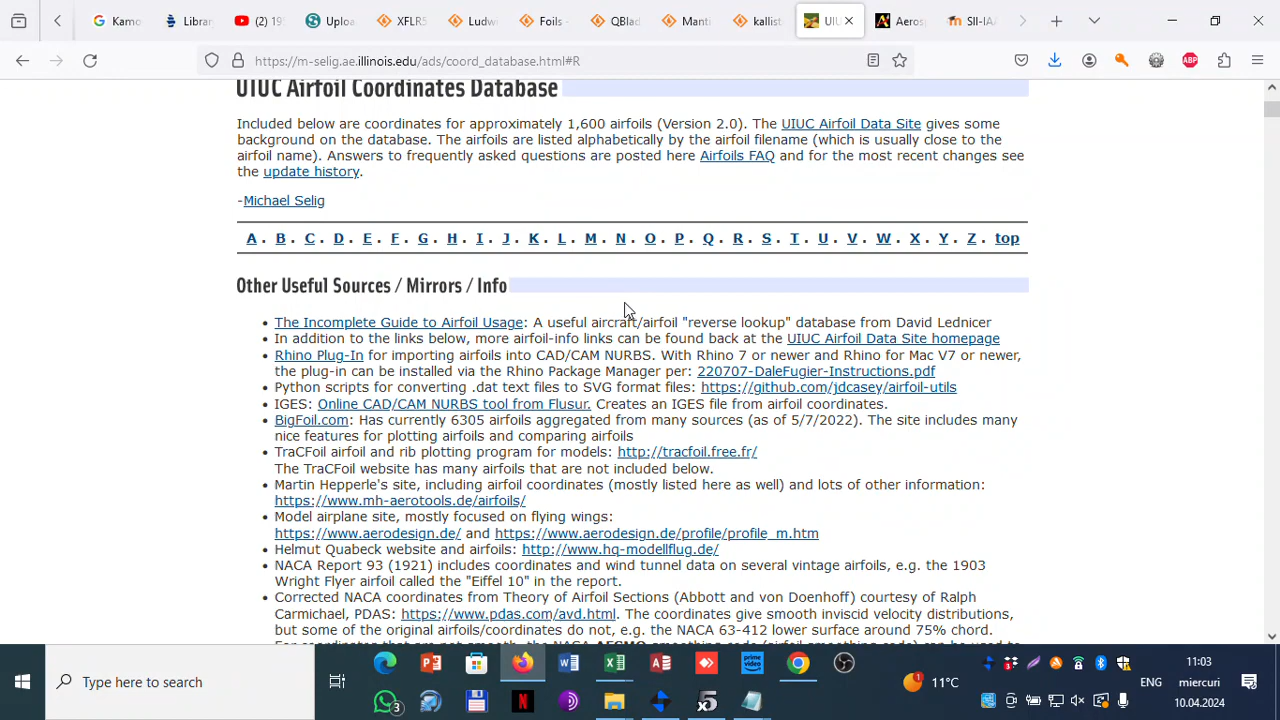 Kamo
Librar
(2) 19
Uploa
XFLR5
Ludw
Foils -
QBlad
Manti
kallist
UIU
Aerosp
SII-IA
https://m-selig.ae.illinois.edu/ads/coord_database.html#R
UIUC Airfoil Coordinates Database
Included below are coordinates for approximately 1,600 airfoils (Version 2.0). The UIUC Airfoil Data Site gives some
background on the database. The airfoils are listed alphabetically by the airfoil filename (which is usually close to the
airfoil name). Answers to frequently asked questions are posted here Airfoils FAQ and for the most recent changes see
the update history.
-Michael Selig
A . B . C . D . E . F . G . H . I . J . K . L . M . N . O . P . Q . R . S . T . U . V . W . X . Y . Z . top
Other Useful Sources / Mirrors / Info
• The Incomplete Guide to Airfoil Usage: A useful aircraft/airfoil "reverse lookup" database from David Lednicer
• In addition to the links below, more airfoil-info links can be found back at the UIUC Airfoil Data Site homepage
• Rhino Plug-In for importing airfoils into CAD/CAM NURBS. With Rhino 7 or newer and Rhino for Mac V7 or newer,
the plug-in can be installed via the Rhino Package Manager per: 220707-DaleFugier-Instructions.pdf
• Python scripts for converting .dat text files to SVG format files: https://github.com/jdcasey/airfoil-utils
• IGES: Online CAD/CAM NURBS tool from Flusur. Creates an IGES file from airfoil coordinates.
• BigFoil.com: Has currently 6305 airfoils aggregated from many sources (as of 5/7/2022). The site includes many
nice features for plotting airfoils and comparing airfoils
• TraCFoil airfoil and rib plotting program for models: http://tracfoil.free.fr/
The TraCFoil website has many airfoils that are not included below.
• Martin Hepperle's site, including airfoil coordinates (mostly listed here as well) and lots of other information:
https://www.mh-aerotools.de/airfoils/
• Model airplane site, mostly focused on flying wings:
https://www.aerodesign.de/ and https://www.aerodesign.de/profile/profile_m.htm
• Helmut Quabeck website and airfoils: http://www.hq-modellflug.de/
• NACA Report 93 (1921) includes coordinates and wind tunnel data on several vintage airfoils, e.g. the 1903
Wright Flyer airfoil called the "Eiffel 10" in the report.
• Corrected NACA coordinates from Theory of Airfoil Sections (Abbott and von Doenhoff) courtesy of Ralph
Carmichael, PDAS: https://www.pdas.com/avd.html. The coordinates give smooth inviscid velocity distributions,
but some of the original airfoils/coordinates do not, e.g. the NACA 63-412 lower surface around 75% chord.
Type here to search
11°C
ENG
11:03
miercuri
10.04.2024